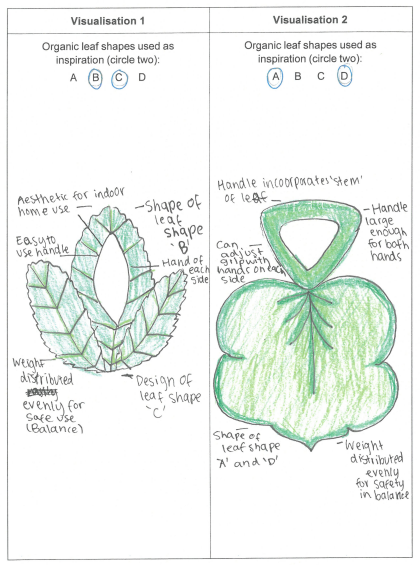 Visualisation 1
Organic leaf shapes used as
inspiration (circle two):
A B C D
Aesthetic for indoor
home use
Easy to
use handle
Shape of
leaf
shape
'B'
Hand of
each
side
Weight
distributed
evenly for
safe use
(Balance)
Design of
leaf shape
'C'
Visualisation 2
Organic leaf shapes used as
inspiration (circle two):
A B C D
Handle incoorporates 'stem'
of leaf
Handle
large
enough
for both
hands
Can
adjust
grip with
hands on each
side
Shape of
leaf shape
'A' and 'D'
Weight
distributed
evenly
for safety
in balance